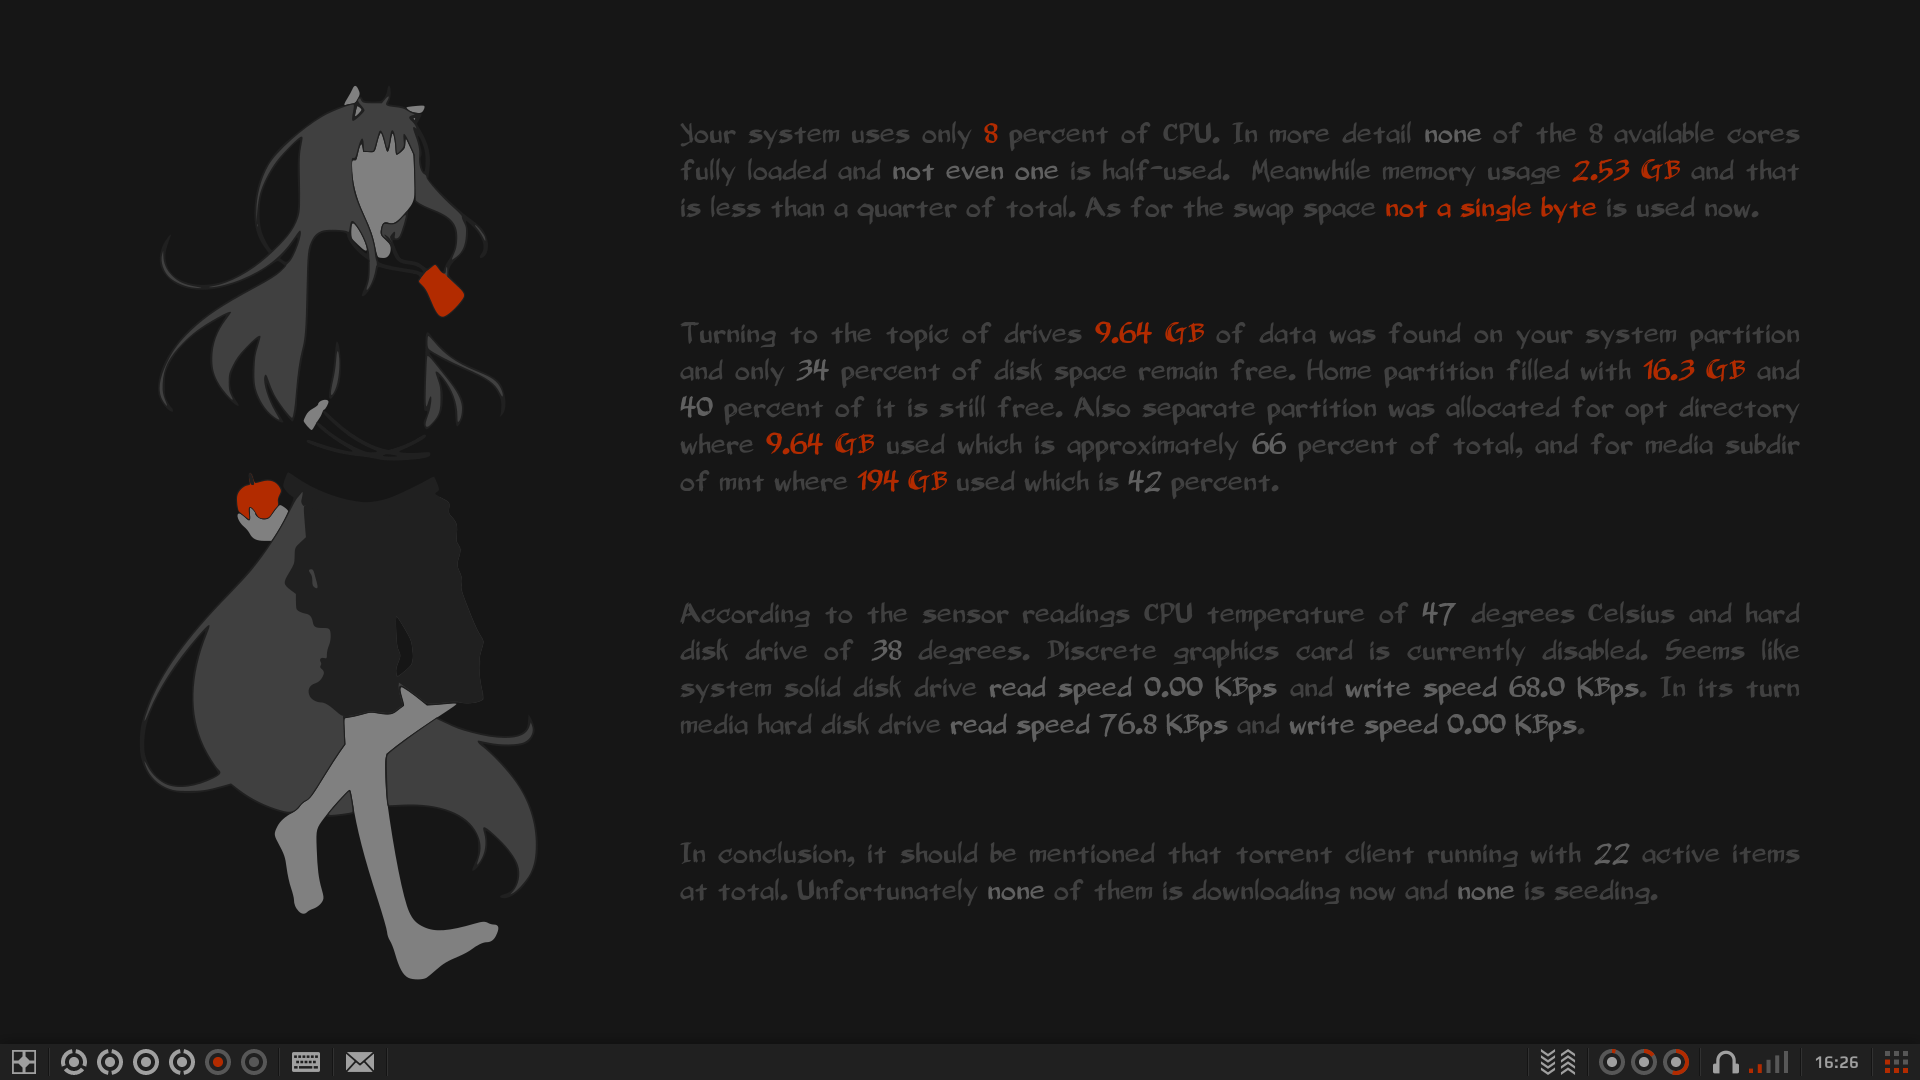 Your system uses only 8 percent of CPU. In more detail none of the 8 available cores
fully loaded and not even one is half-used. Meanwhile memory usage 2.53 GB and that
is less than a quarter of total. As for the swap space not a single byte is used now.
Turning to the topic of drives 9.64 GB of data was found on your system partition
and only 34 percent of disk space remain free. Home partition filled with 16.3 GB and
40 percent of it is still free. Also separate partition was allocated for opt directory
where 9.64 GB used which is approximately 66 percent of total, and for media subdir
of mnt where 194 GB used which is 42 percent.
According to the sensor readings CPU temperature of 47 degrees Celsius and hard
disk drive of 38 degrees. Discrete graphics card is currently disabled. Seems like
system solid disk drive read speed 0.00 KBps and write speed 68.0 KBps. In its turn
media hard disk drive read speed 76.8 KBps and write speed 0.00 KBps.
In conclusion, it should be mentioned that torrent client running with 22 active items
at total. Unfortunately none of them is downloading now and none is seeding.
16:26